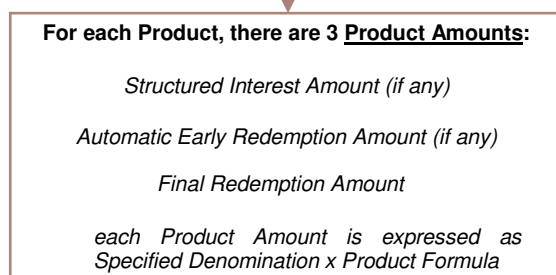 For each Product, there are 3 Product Amounts:
Structured Interest Amount (if any)
Automatic Early Redemption Amount (if any)
Final Redemption Amount
each Product Amount is expressed as
Specified Denomination x Product Formula